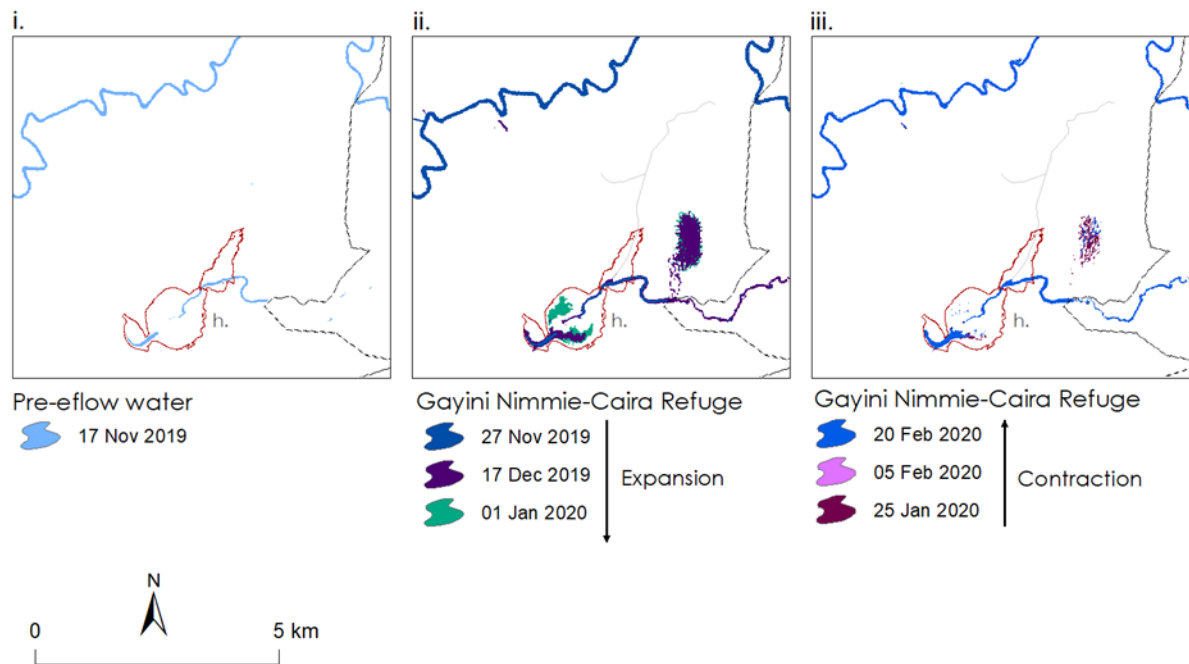 i.
h.
Pre-eflow water
17 Nov 2019
ii.
h.
Gayini Nimmie-Caira Refuge
27 Nov 2019
17 Dec 2019
01 Jan 2020
Expansion
iii.
h.
Gayini Nimmie-Caira Refuge
20 Feb 2020
05 Feb 2020
25 Jan 2020
Contraction
N
0 5 km